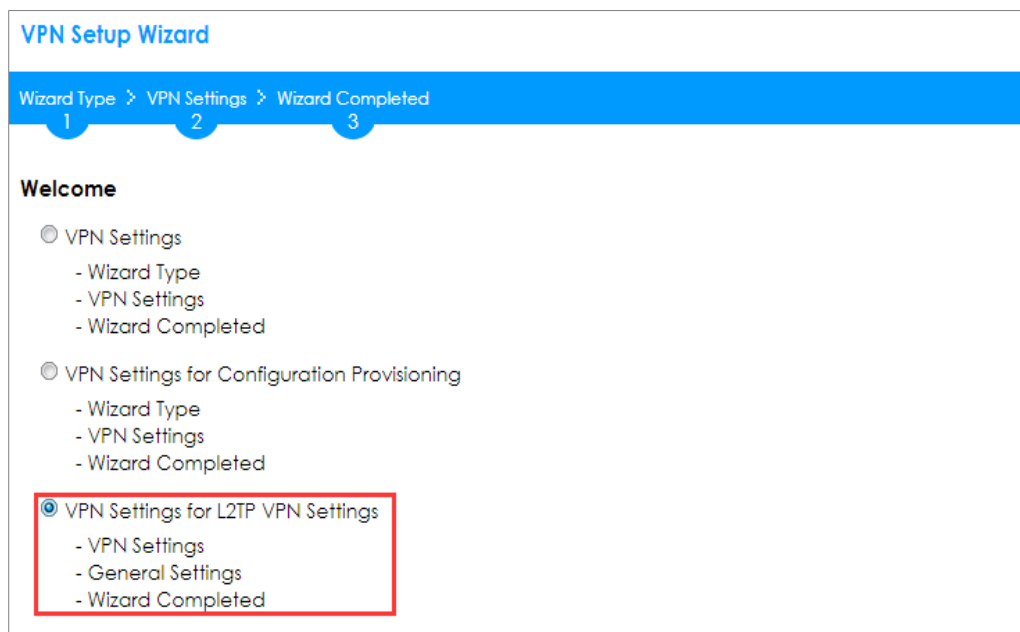 VPN Setup Wizard
Wizard Type > VPN Settings > Wizard Completed
1 2 3
Welcome
VPN Settings
- Wizard Type
- VPN Settings
- Wizard Completed
VPN Settings for Configuration Provisioning
- Wizard Type
- VPN Settings
- Wizard Completed
VPN Settings for L2TP VPN Settings
- VPN Settings
- General Settings
- Wizard Completed